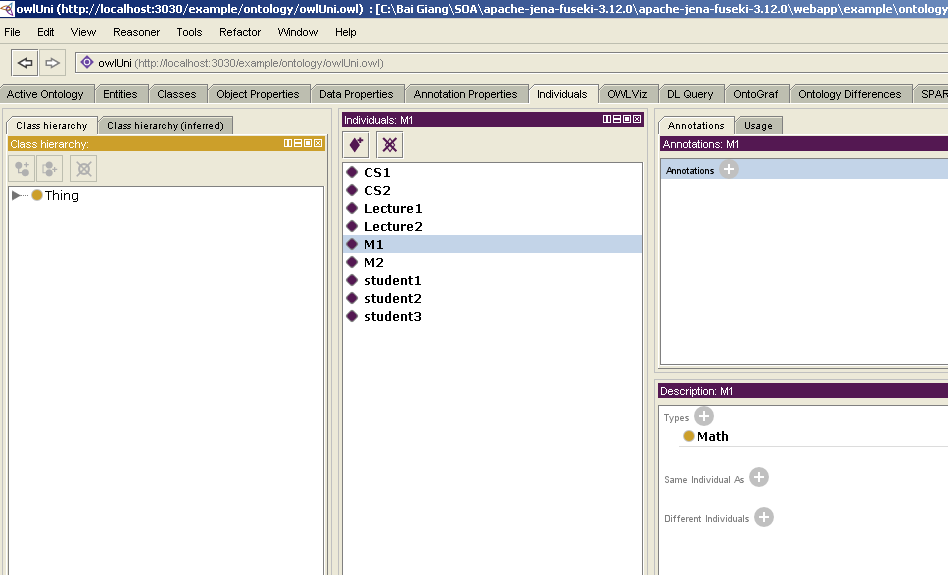 owlUni (http://localhost:3030/example/ontology/owlUni.owl) : [C:\Bai Giang\SOA\apache-jena-fuseki-3.12.0\apache-jena-fuseki-3.12.0\webapp\example\ontology
File Edit View Reasoner Tools Refactor Window Help
owlUni (http://localhost:3030/example/ontology/owlUni.owl)
Active Ontology Entities Classes Object Properties Data Properties Annotation Properties Individuals OWLViz DL Query OntoGraf Ontology Differences SPAR
Class hierarchy Class hierarchy (inferred)
Class hierarchy:
Thing
Individuals: M1
CS1
CS2
Lecture1
Lecture2
M1
M2
student1
student2
student3
Annotations Usage
Annotations: M1
Annotations
Description: M1
Types
Math
Same Individual As
Different Individuals